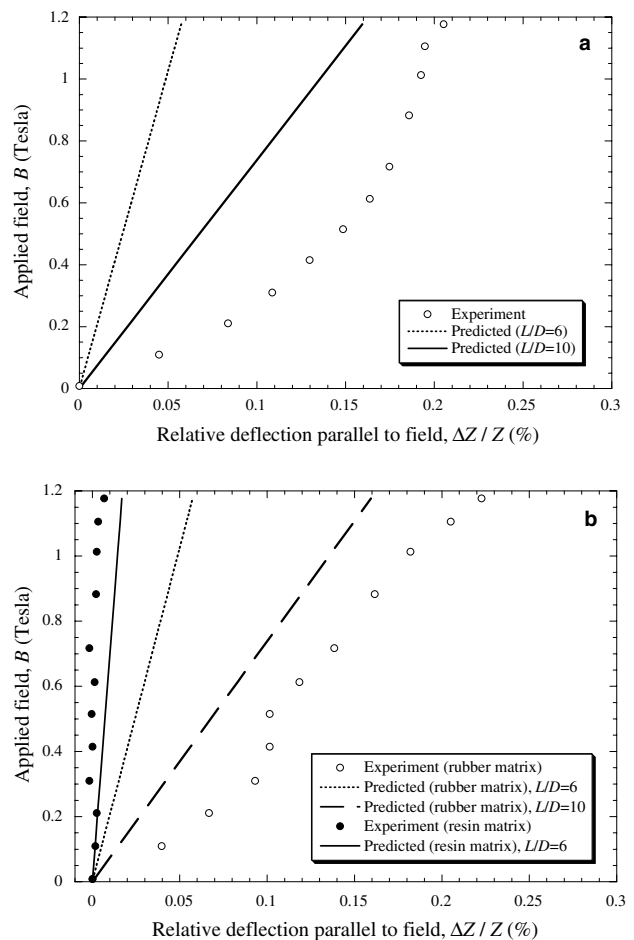 a
1.2
1
0.8
0.6
0.4
0.2
0
Applied field, B (Tesla)
Experiment
Predicted (L/D=6)
Predicted (L/D=10)
0 0.05 0.1 0.15 0.2 0.25 0.3
Relative deflection parallel to field, ΔZ / Z (%)
b
1.2
1
0.8
0.6
0.4
0.2
0
Applied field, B (Tesla)
Experiment (rubber matrix)
Predicted (rubber matrix), L/D=6
Predicted (rubber matrix), L/D=10
Experiment (resin matrix)
Predicted (resin matrix), L/D=6
0 0.05 0.1 0.15 0.2 0.25 0.3
Relative deflection parallel to field, ΔZ / Z (%)